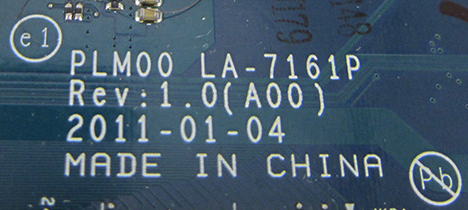 e1
PLM00 LA-7161P
Rev:1.0(A00)
2011-01-04
MADE IN CHINA
Pb